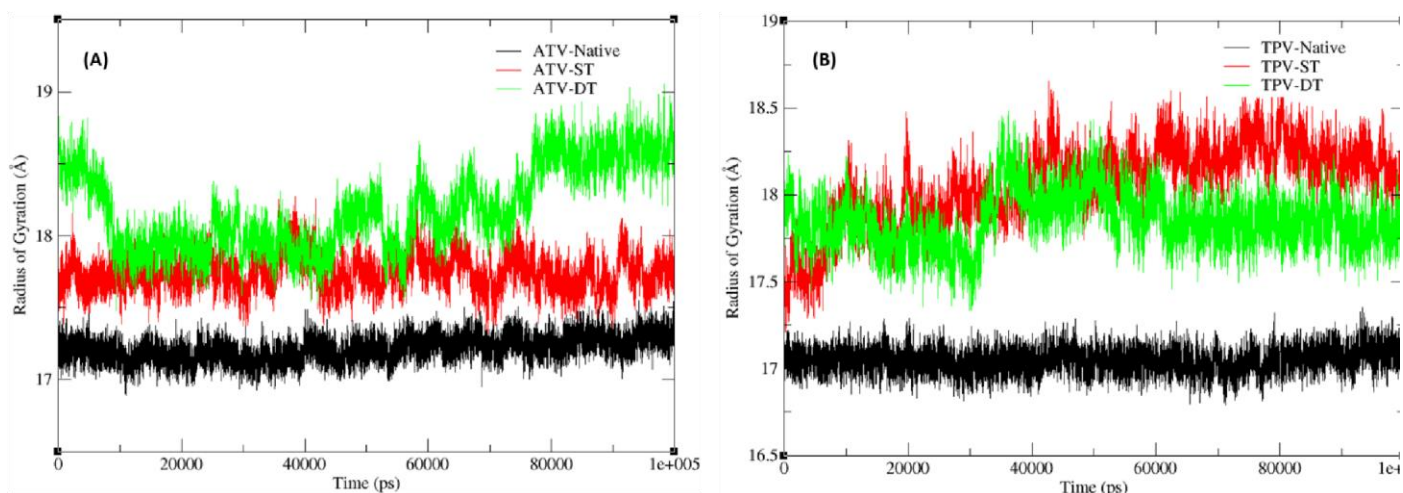 (A)
ATV-Native
ATV-ST
ATV-DT
Radius of Gyration (Å)
19
18
17
0 20000 40000 60000 80000 1e+005
Time (ps)
(B)
TPV-Native
TPV-ST
TPV-DT
Radius of Gyration (Å)
19
18.5
18
17.5
17
16.5
0 20000 40000 60000 80000 1e+0
Time (ps)